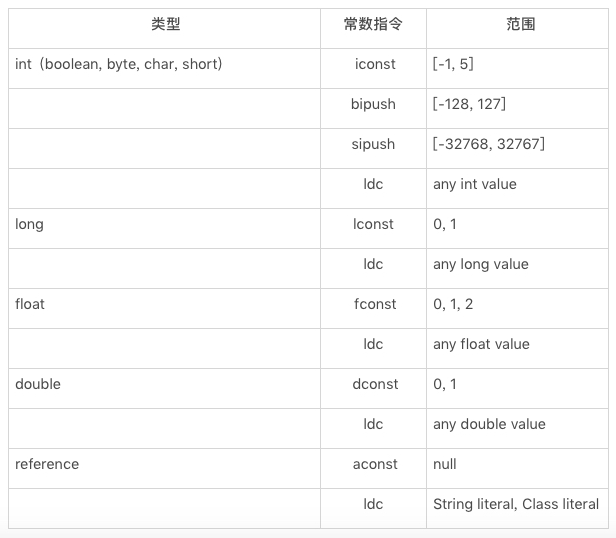 类型 常数指令 范围
int（boolean, byte, char, short） iconst [-1, 5]
bipush [-128, 127]
sipush [-32768, 32767]
ldc any int value
long lconst 0, 1
ldc any long value
float fconst 0, 1, 2
ldc any float value
double dconst 0, 1
ldc any double value
reference aconst null
ldc String literal, Class literal